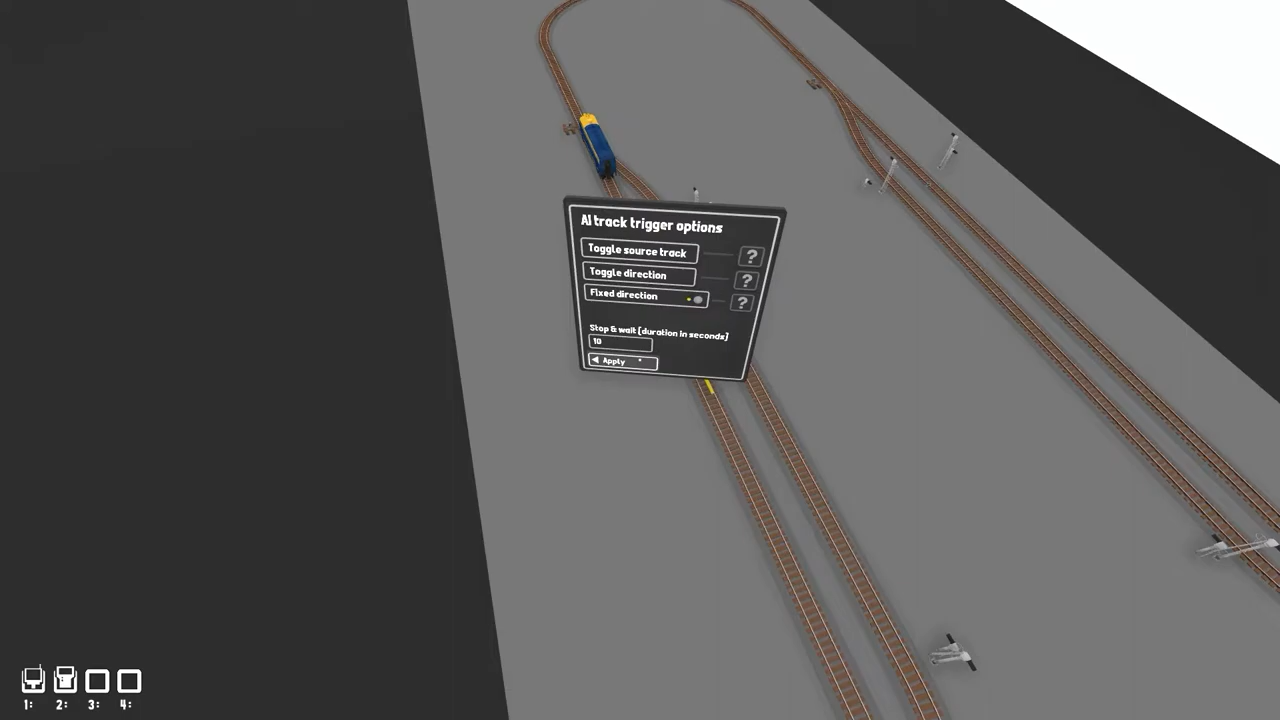 AI track trigger options
Toggle source track ?
Toggle direction ?
Fixed direction ?
Stop & wait [duration in seconds]
10
Apply
1: 2: 3: 4: